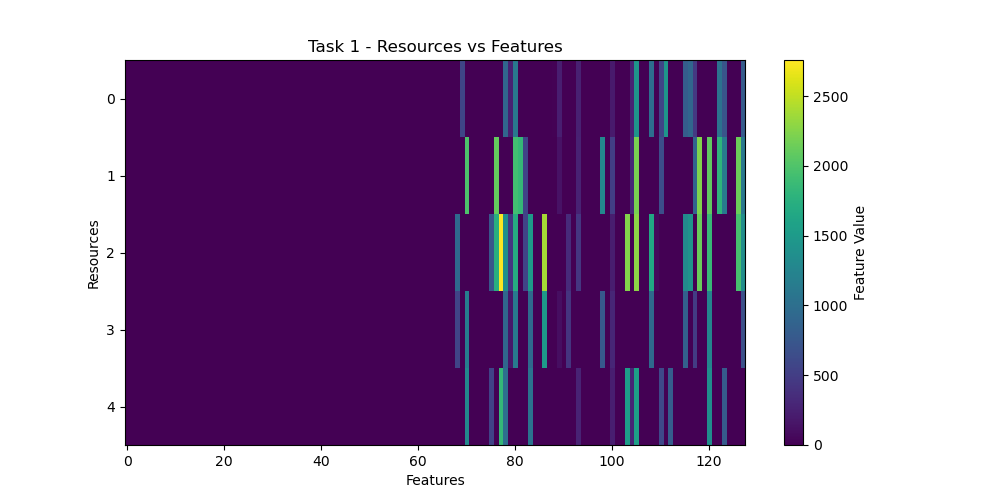 Task 1 - Resources vs Features
0
1
2
3
4
Resources
0 20 40 60 80 100 120
Features
2500
2000
1500
1000
500
0
Feature Value